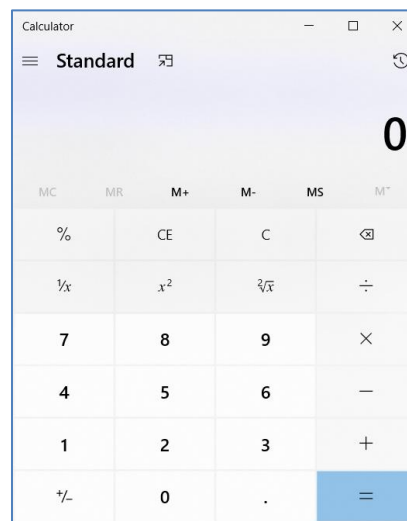 Calculator
Standard
0
MC MR M+ M- MS M˅
% CE C
¹/x x² ²√x ÷
7 8 9 ×
4 5 6 −
1 2 3 +
+/− 0 . =